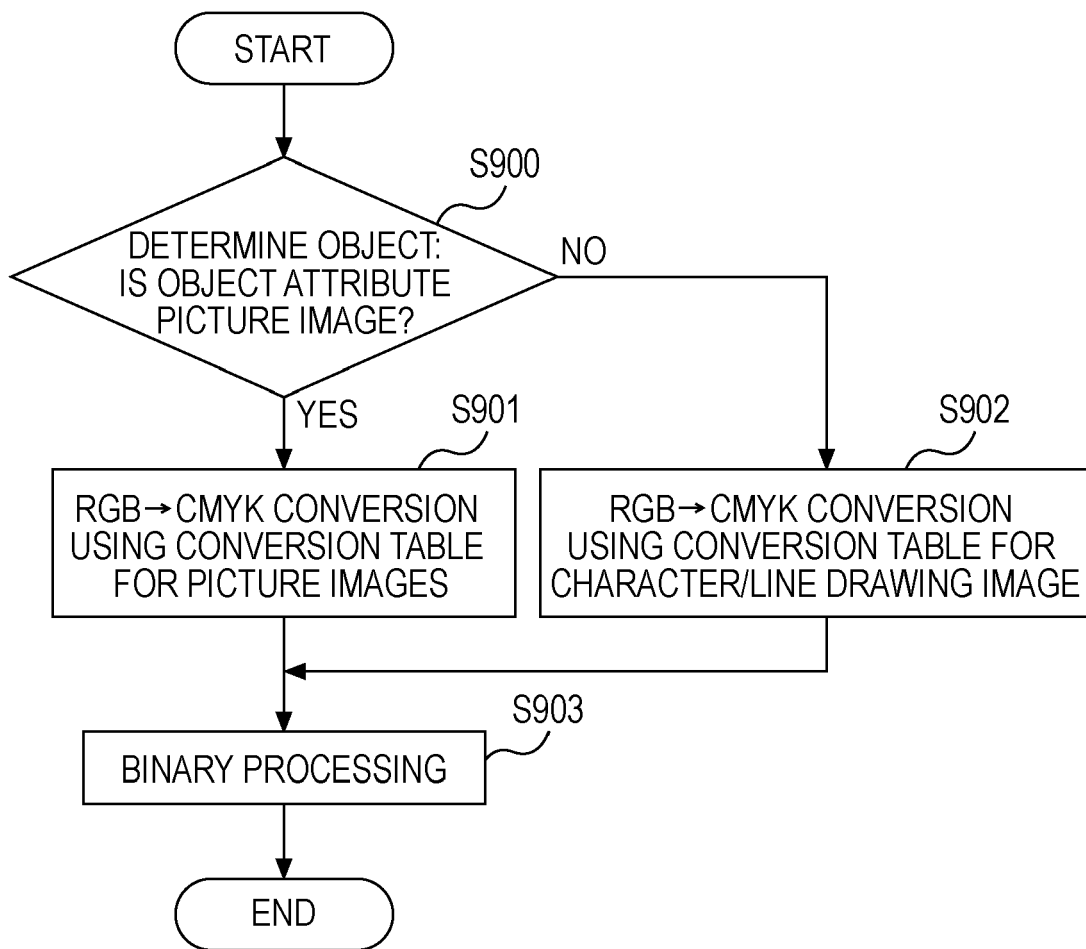 START
S900
DETERMINE OBJECT:
IS OBJECT ATTRIBUTE
PICTURE IMAGE?
NO
YES
S901
RGB→CMYK CONVERSION
USING CONVERSION TABLE
FOR PICTURE IMAGES
S902
RGB→CMYK CONVERSION
USING CONVERSION TABLE FOR
CHARACTER/LINE DRAWING IMAGE
S903
BINARY PROCESSING
END